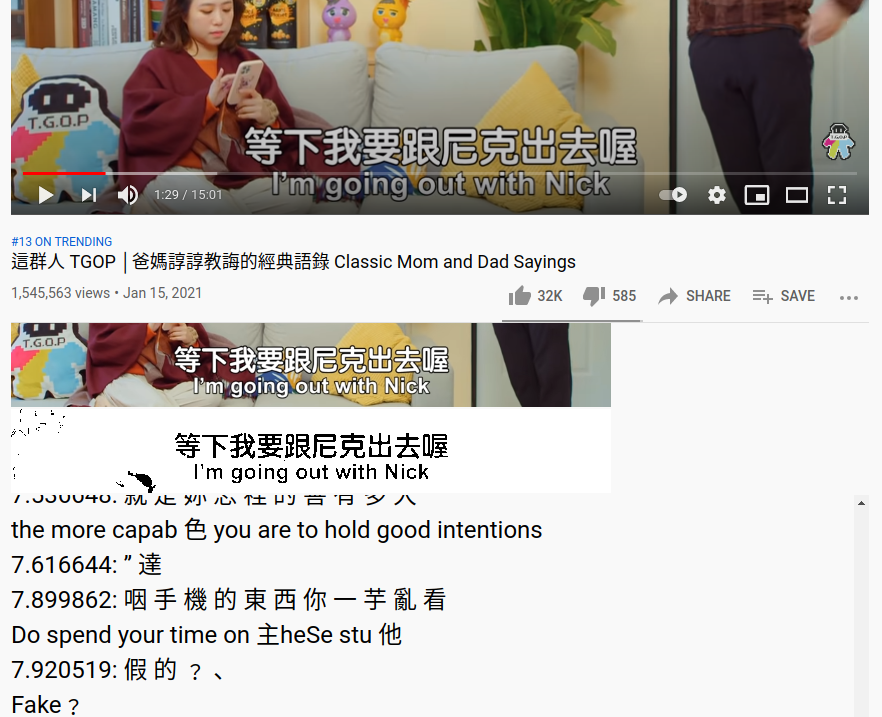 T.G.O.P
等下我要跟尼克出去喔
I'm going out with Nick
T.G.O.P
1:29 / 15:01
#13 ON TRENDING
這群人 TGOP │爸媽諄諄教誨的經典語錄 Classic Mom and Dad Sayings
1,545,563 views • Jan 15, 2021
32K
585
SHARE
SAVE
T.G.O.P
等下我要跟尼克出去喔
I'm going out with Nick
等下我要跟尼克出去喔
I'm going out with Nick
the more capab 色 you are to hold good intentions
7.616644: ” 達
7.899862: 咽 手 機 的 東 西 你 一 芋 亂 看
Do spend your time on 主heSe stu 他
7.920519: 假 的 ？ 、
Fake ?